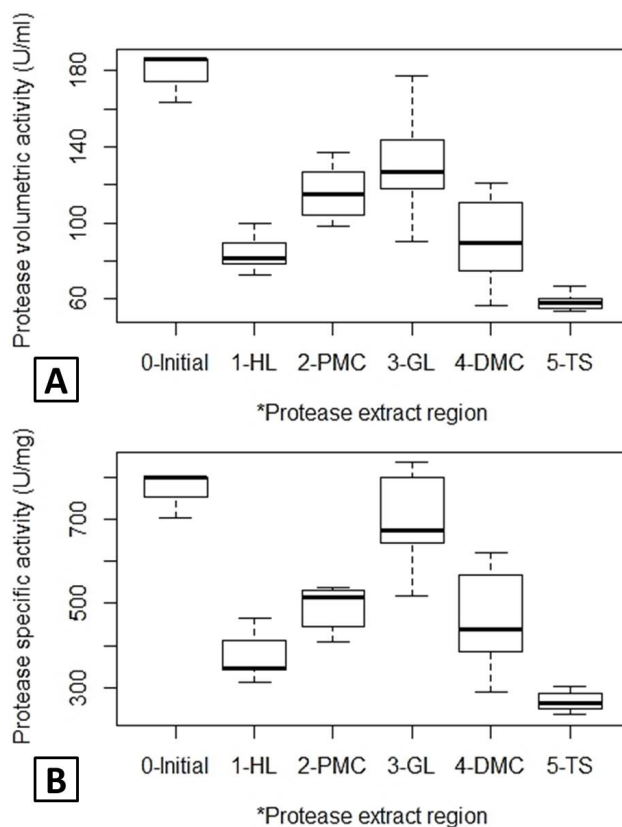 Protease volumetric activity (U/ml)
180
140
100
60
0-Initial 1-HL 2-PMC 3-GL 4-DMC 5-TS
A
*Protease extract region
Protease specific activity (U/mg)
700
500
300
0-Initial 1-HL 2-PMC 3-GL 4-DMC 5-TS
B
*Protease extract region